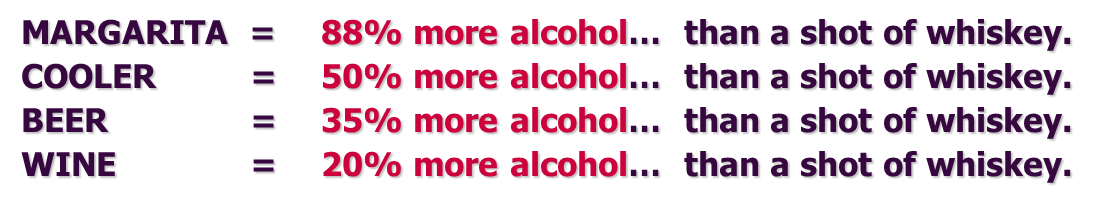 MARGARITA = 88% more alcohol... than a shot of whiskey.
COOLER = 50% more alcohol... than a shot of whiskey.
BEER = 35% more alcohol... than a shot of whiskey.
WINE = 20% more alcohol... than a shot of whiskey.